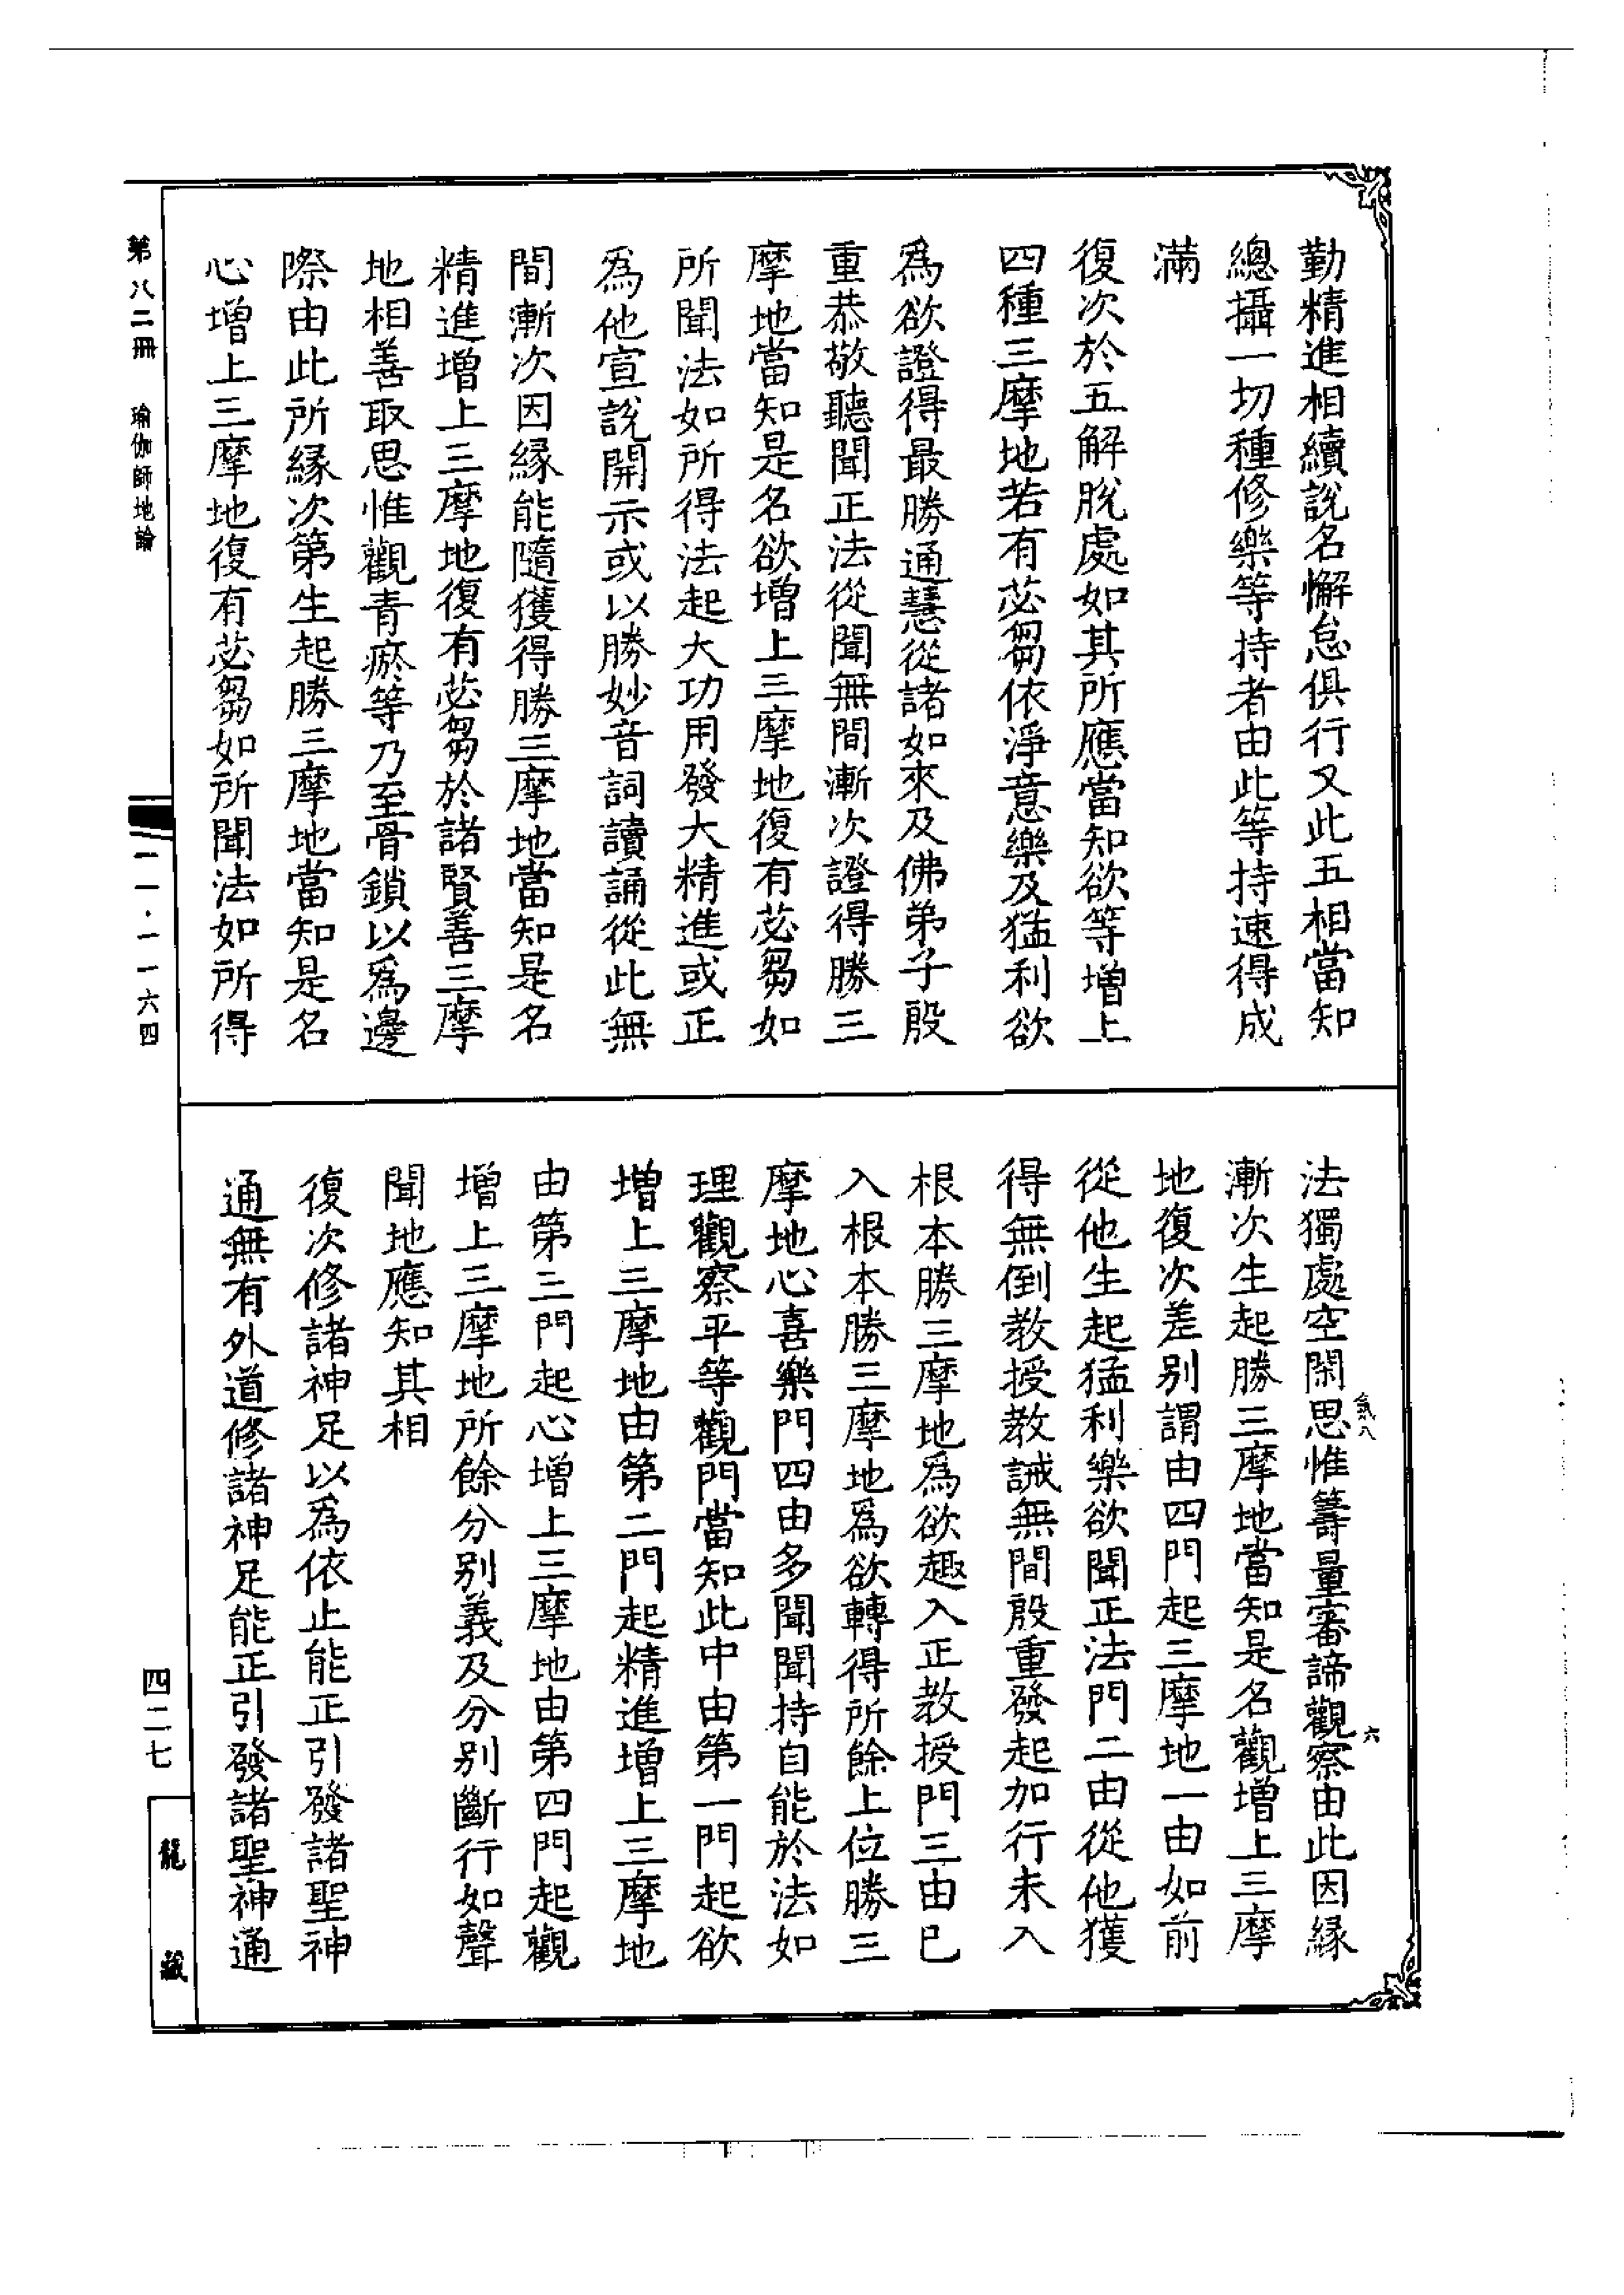 勤精進相續說名懈怠俱行又此五相當知
總攝一切種修樂等持者由此等持速得成
滿
復次於五解脫處如其所應當知欲等增上
四種三摩地若有苾芻依淨意樂及猛利欲
為欲證得最勝通慧從諸如來及佛弟子殷
重恭敬聽聞正法從聞無間漸次證得勝三
摩地當知是名欲增上三摩地復有苾芻如
所聞法如所得法起大功用發大精進或正
為他宣說開示或以勝妙音詞讀誦從此無
間漸次因緣能隨獲得勝三摩地當知是名
精進增上三摩地復有苾芻於諸賢善三摩
地相善取思惟觀青瘀等乃至骨鎖以為邊
際由此所緣次第生起勝三摩地當知是名
心增上三摩地復有苾芻如所聞法如所得
法獨處空閑思惟籌量審諦觀察由此因緣
漸次生起勝三摩地當知是名觀增上三摩
地復次差別謂由四門起三摩地一由如前
從他生起猛利樂欲聞正法門二由從他獲
得無倒教授教誡無間殷重發起加行未入
根本勝三摩地為欲趣入正教授門三由已
入根本勝三摩地為欲轉得所餘上位勝三
摩地心喜樂門四由多聞聞持自能於法如
理觀察平等觀門當知此中由第一門起欲
增上三摩地由第二門起精進增上三摩地
由第三門起心增上三摩地由第四門起觀
增上三摩地所餘分別義及分別斷行如聲
聞地應知其相
復次修諸神足以為依止能正引發諸聖神
通無有外道修諸神足能正引發諸聖神通
六
第八二冊 瑜伽師地論
一一·一一六四
四二七
龍藏